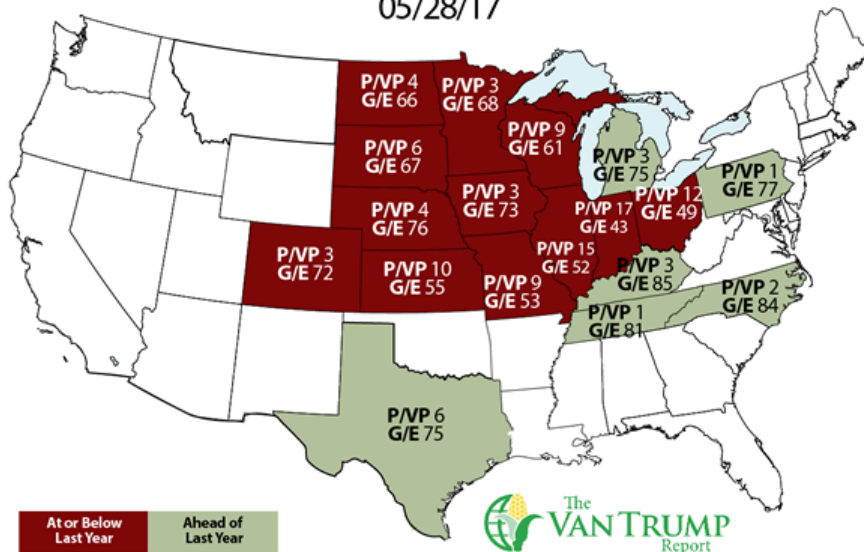 05/28/17
P/VP 4
G/E 66
P/VP 3
G/E 68
P/VP 9
G/E 61
P/VP 3
G/E 75
P/VP 1
G/E 77
P/VP 6
G/E 67
P/VP 3
G/E 73
P/VP 12
G/E 49
P/VP 4
G/E 76
P/VP 17
G/E 43
P/VP 15
G/E 52
P/VP 3
G/E 72
P/VP 10
G/E 55
P/VP 9
G/E 53
P/VP 3
G/E 85
P/VP 2
G/E 84
P/VP 1
G/E 81
P/VP 6
G/E 75
At or Below
Last Year
Ahead of
Last Year
The
VAN TRUMP
Report